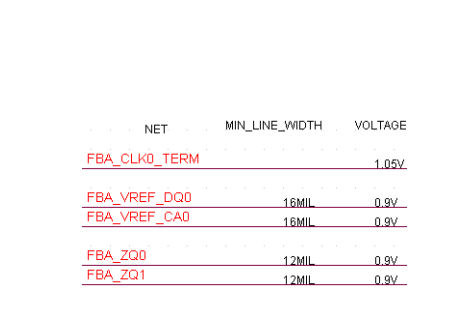 NET MIN_LINE_WIDTH VOLTAGE
FBA_CLK0_TERM 1.05V
FBA_VREF_DQ0 16MIL 0.9V
FBA_VREF_CA0 16MIL 0.9V
FBA_ZQ0 12MIL 0.9V
FBA_ZQ1 12MIL 0.9V